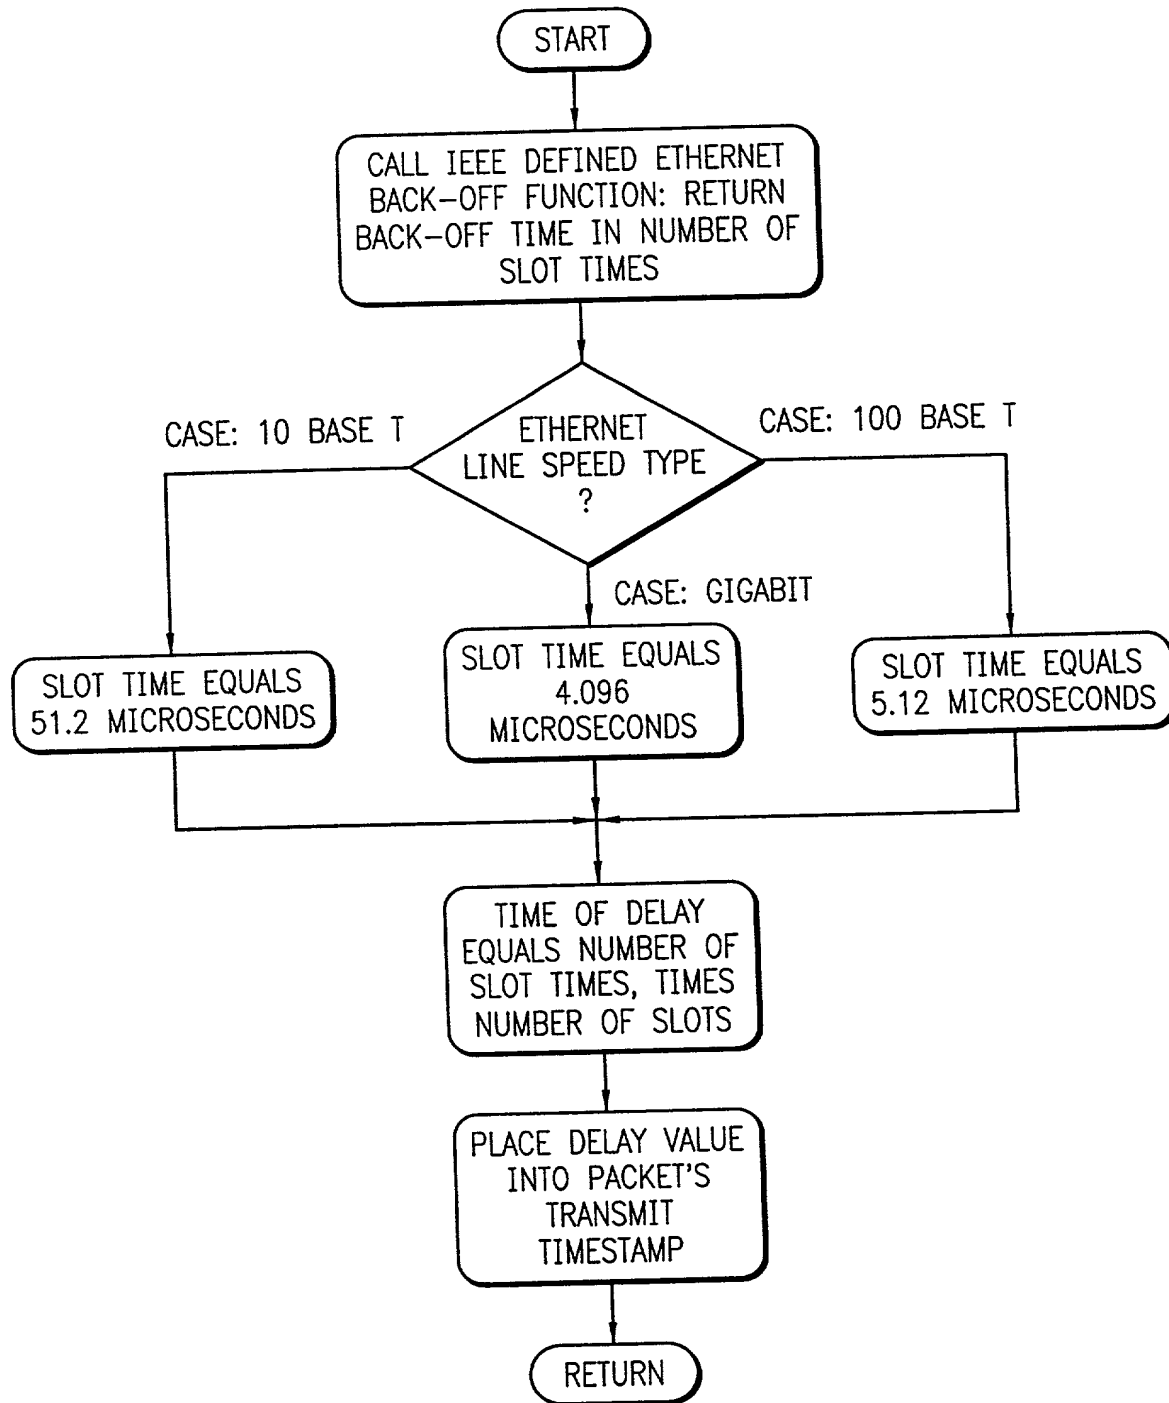 START
CALL IEEE DEFINED ETHERNET
BACK-OFF FUNCTION: RETURN
BACK-OFF TIME IN NUMBER OF
SLOT TIMES
CASE: 10 BASE T
ETHERNET
LINE SPEED TYPE
?
CASE: 100 BASE T
CASE: GIGABIT
SLOT TIME EQUALS
51.2 MICROSECONDS
SLOT TIME EQUALS
4.096
MICROSECONDS
SLOT TIME EQUALS
5.12 MICROSECONDS
TIME OF DELAY
EQUALS NUMBER OF
SLOT TIMES, TIMES
NUMBER OF SLOTS
PLACE DELAY VALUE
INTO PACKET'S
TRANSMIT
TIMESTAMP
RETURN